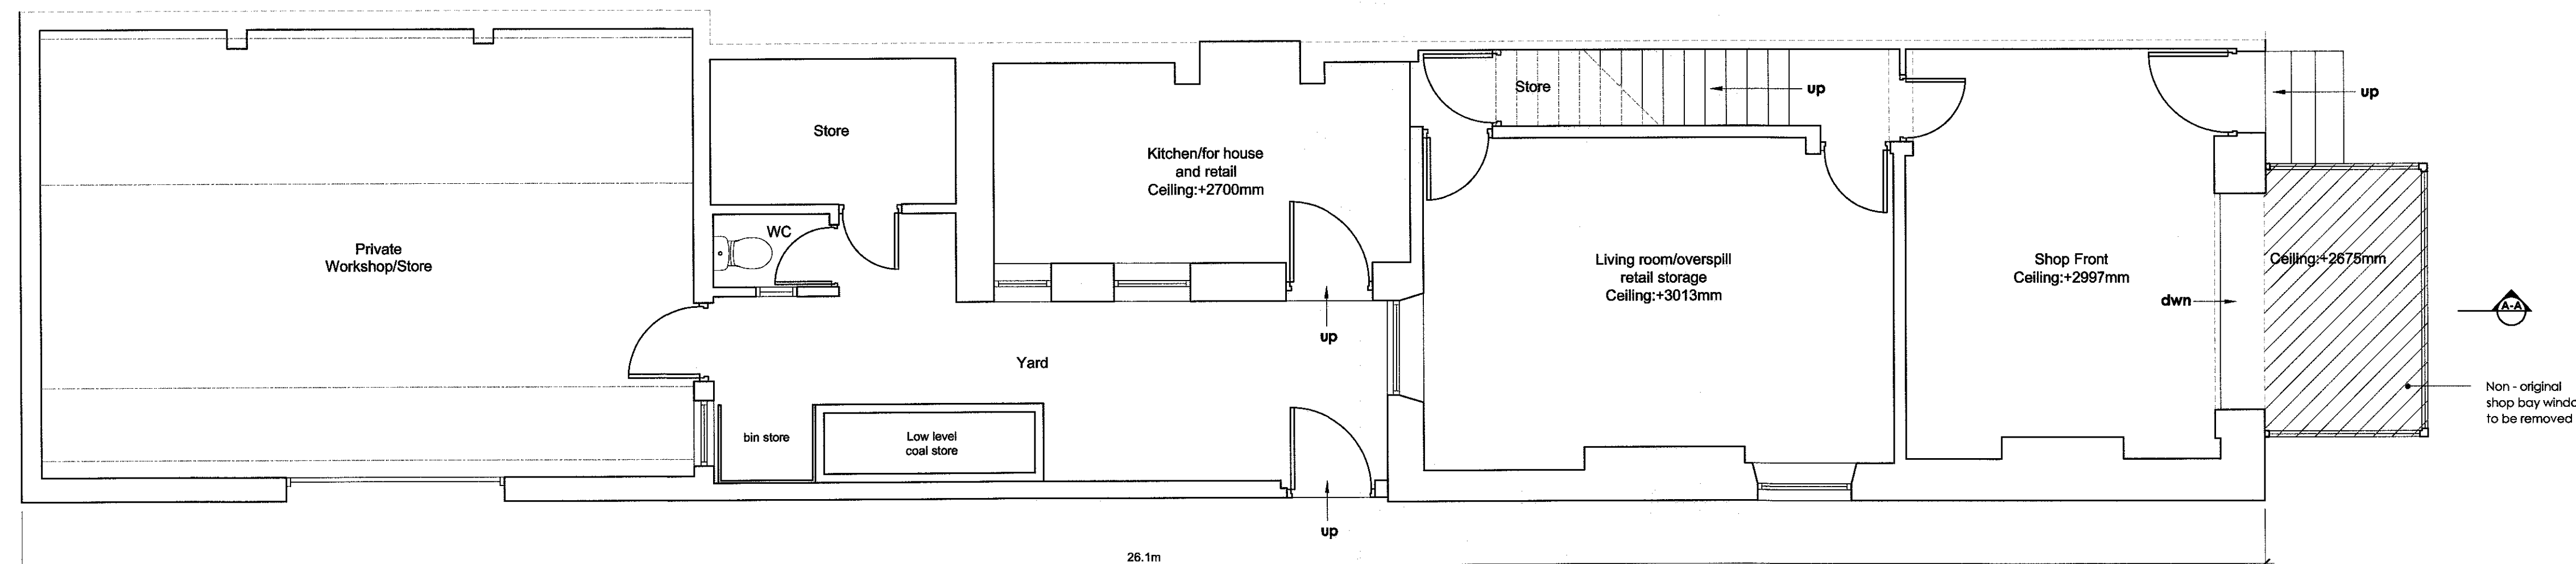 Private
Workshop/Store
Store
WC
bin store
Low level
coal store
Yard
Kitchen/for house
and retail
Ceiling:+2700mm
up
up
Store
up
Living room/overspill
retail storage
Ceiling:+3013mm
Shop Front
Ceiling:+2997mm
dwn
up
Ceiling:+2675mm
A-A
Non - original
shop bay windo
to be removed
26.1m